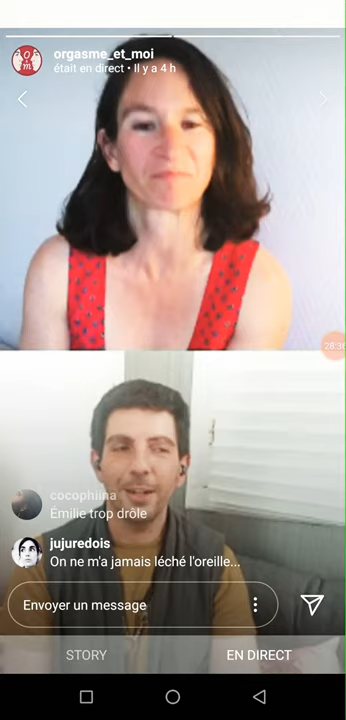 orgasme_et_moi
était en direct • Il y a 4 h
28:36
cocophiina
Émilie trop drôle
jujuredois
On ne m'a jamais léché l'oreille...
Envoyer un message
STORY
EN DIRECT